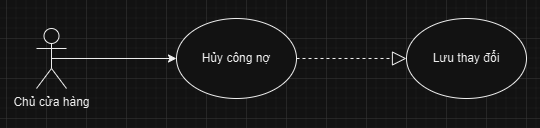 Hủy công nợ
Lưu thay đổi
Chủ cửa hàng